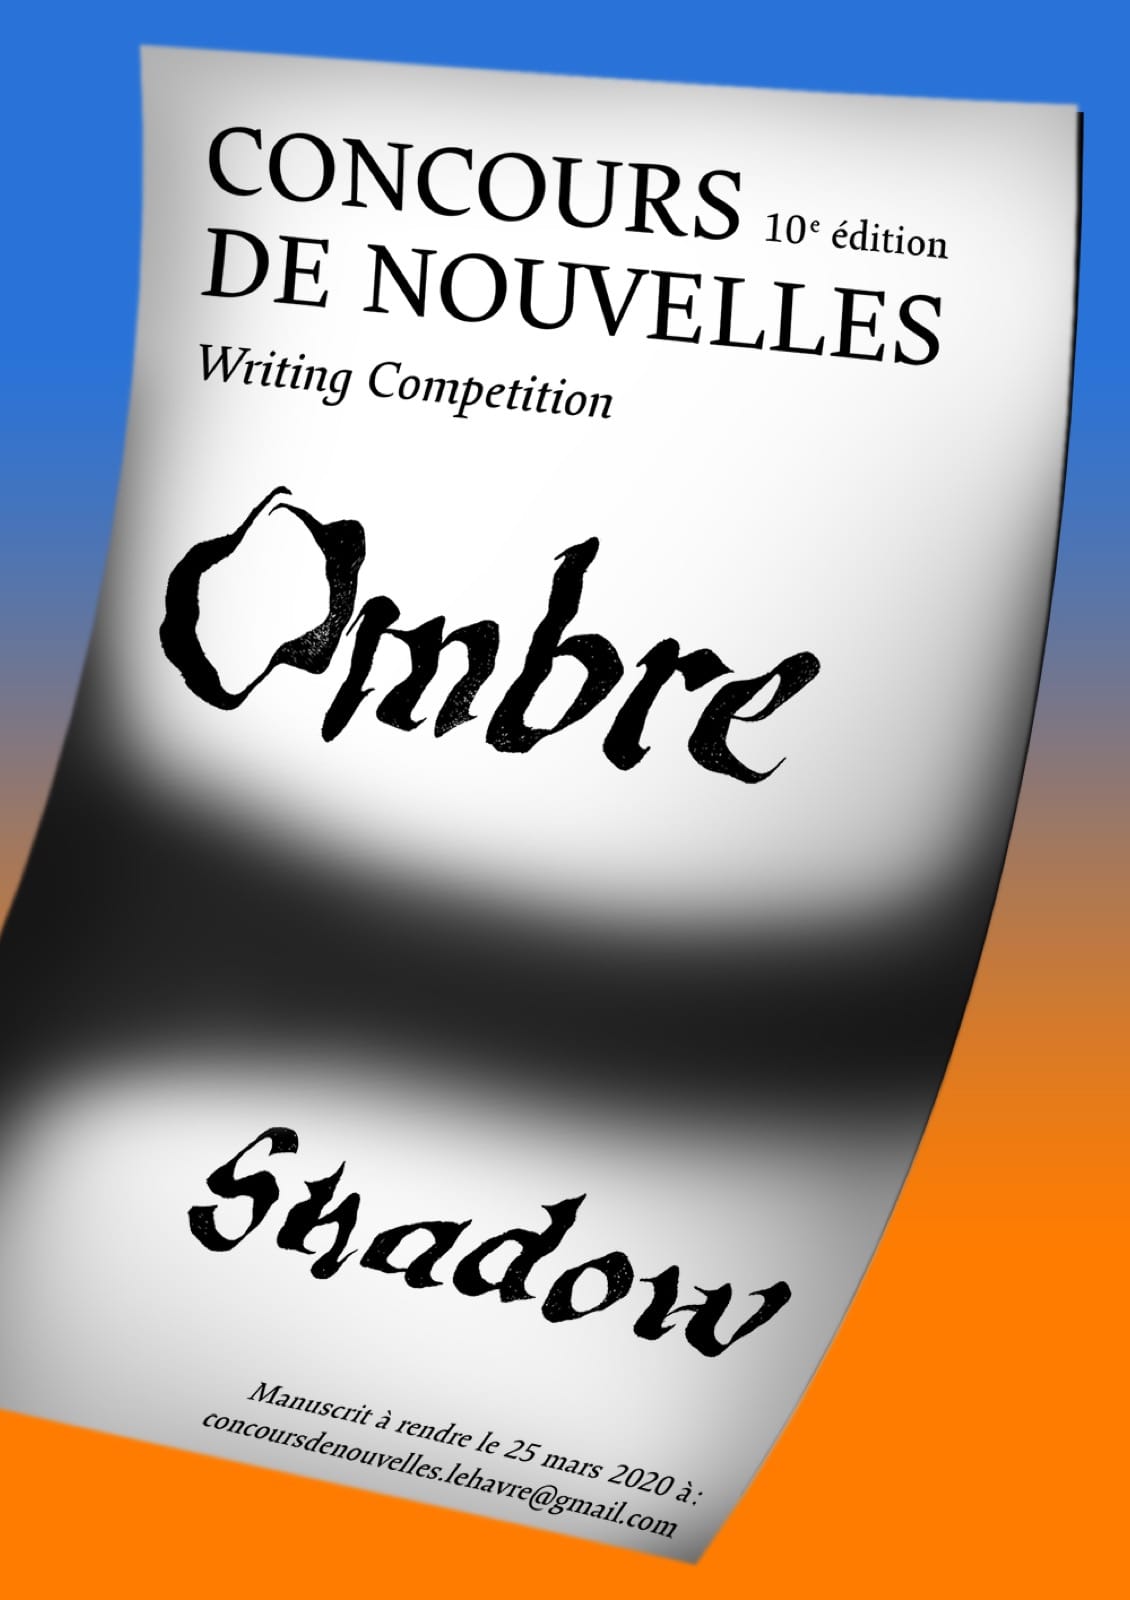 CONCOURS 10e édition
DE NOUVELLES
Writing Competition
Ombre
Shadow
Manuscrit à rendre le 25 mars 2020 à :
concoursdenouvelles.lehavre@gmail.com